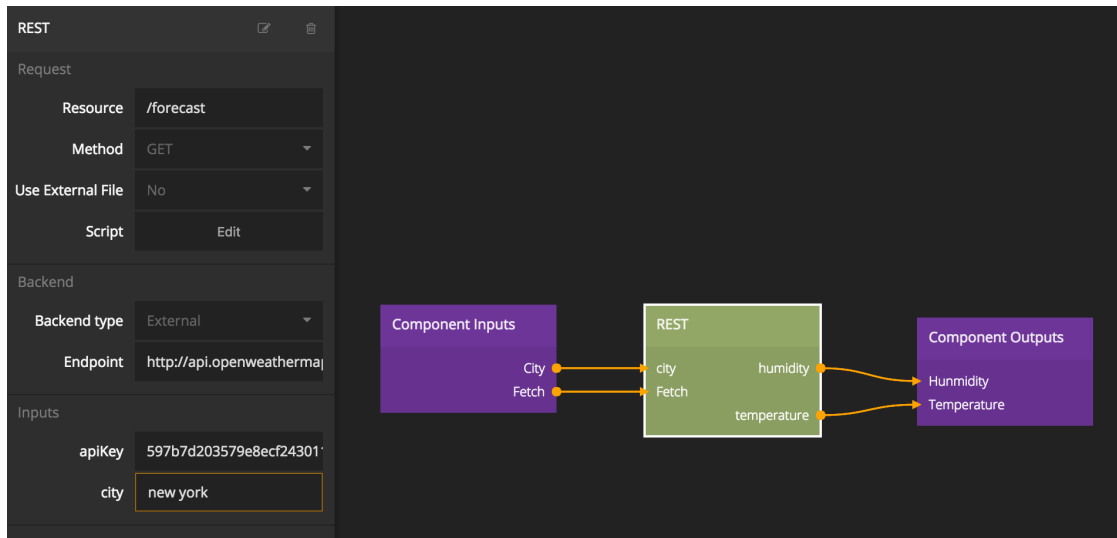 REST
Request
Resource /forecast
Method GET
Use External File No
Script Edit
Backend
Backend type External
Endpoint http://api.openweathermap
Inputs
apiKey 597b7d203579e8ecf24301
city new york
Component Inputs
City
Fetch
REST
city humidity
Fetch
temperature
Component Outputs
Hunmidity
Temperature